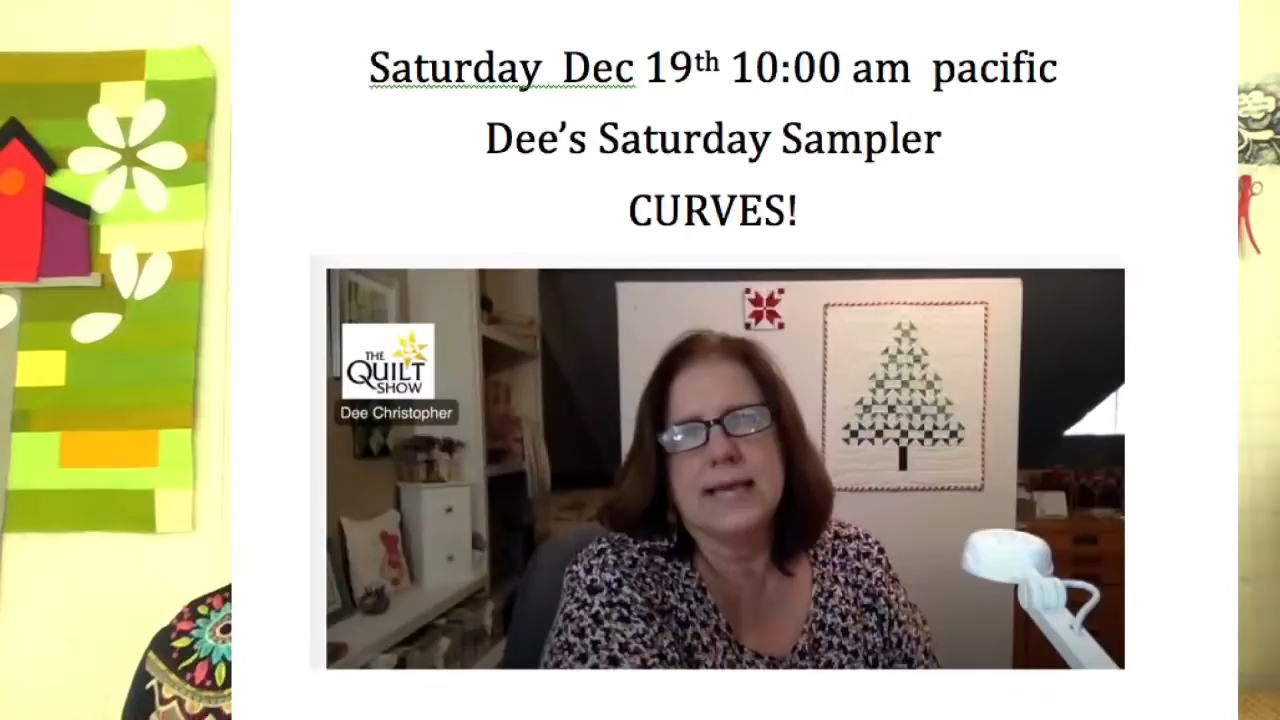 Saturday Dec 19th 10:00 am pacific
Dee’s Saturday Sampler
CURVES!
THE
QUILT
SHOW
Dee Christopher